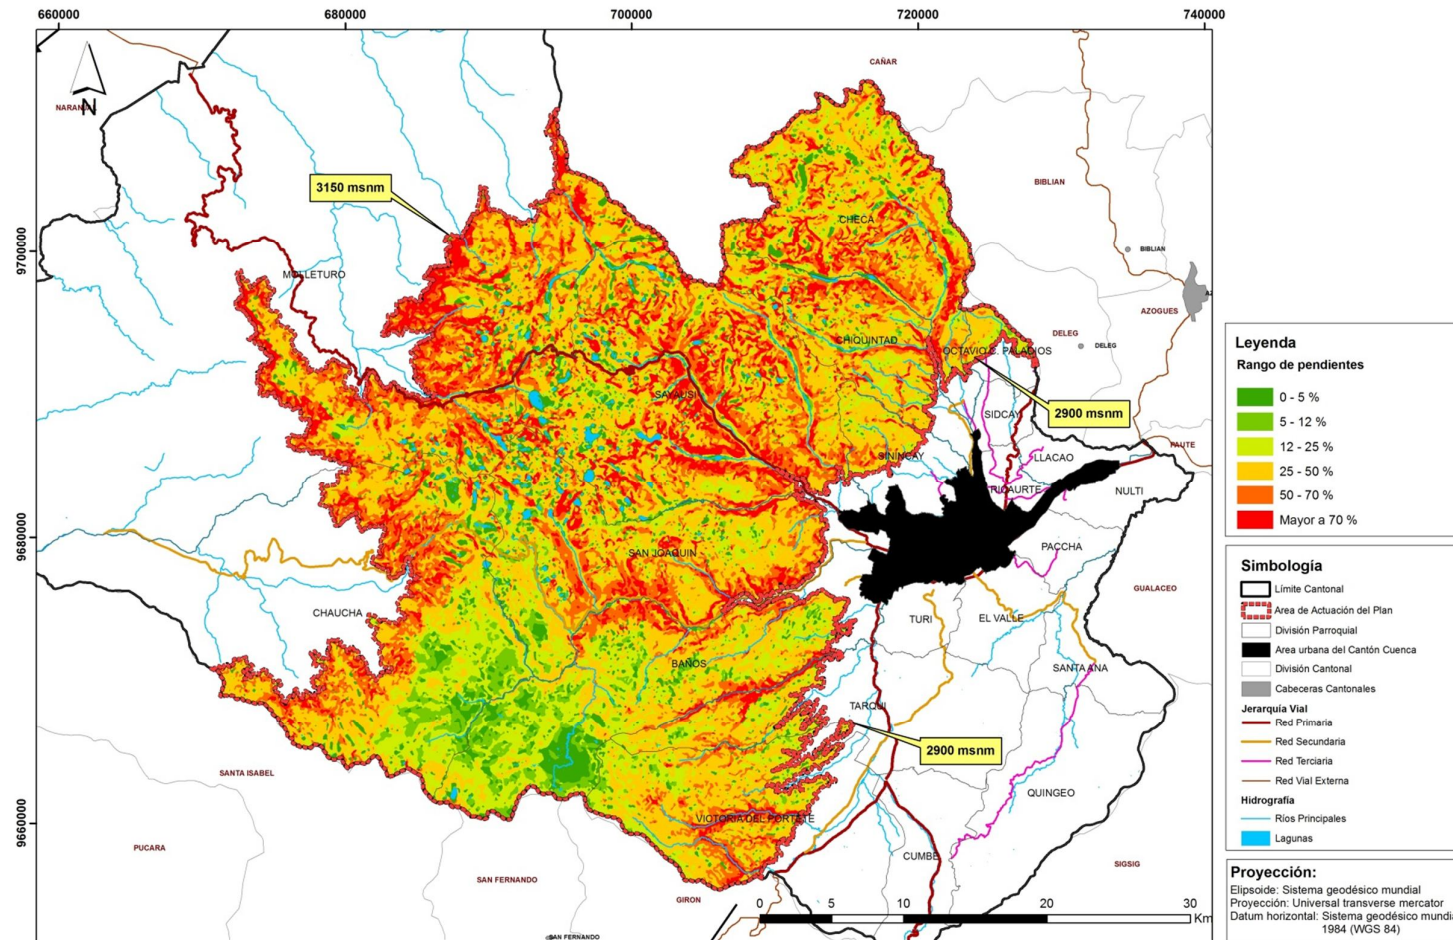 660000
680000
700000
720000
740000
CAÑAR
N
3150 msnm
BIBLIAN
CHECA
9700000
MOLLETURO
BIBLIAN
AZOGUES
DELEG
DELEG
CHIQUINTAD
OCTAVIO C. PALADIOS
SAYAUSI
2900 msnm
SIDCAY
PAUTE
SININCAY
LLACAO
RICAURTE
NULTI
9680000
SAN JOAQUIN
PACCHA
GUALACEO
CHAUCHA
TURI
EL VALLE
BAÑOS
SANTA ANA
TARQUI
2900 msnm
SANTA ISABEL
QUINGEO
9660000
VICTORIA DEL PORTETE
PUCARA
CUMBE
SIGSIG
SAN FERNANDO
GIRON
SAN FERNANDO
0 5 10 20 30
Km
Leyenda
Rango de pendientes
0 - 5 %
5 - 12 %
12 - 25 %
25 - 50 %
50 - 70 %
Mayor a 70 %
Simbología
Límite Cantonal
Area de Actuación del Plan
División Parroquial
Area urbana del Cantón Cuenca
División Cantonal
Cabeceras Cantonales
Jerarquía Vial
Red Primaria
Red Secundaria
Red Terciaria
Red Vial Externa
Hidrografía
Ríos Principales
Lagunas
Proyección:
Elipsoide: Sistema geodésico mundial
Proyección: Universal transverse mercator
Datum horizontal: Sistema geodésico mundi
1984 (WGS 84)